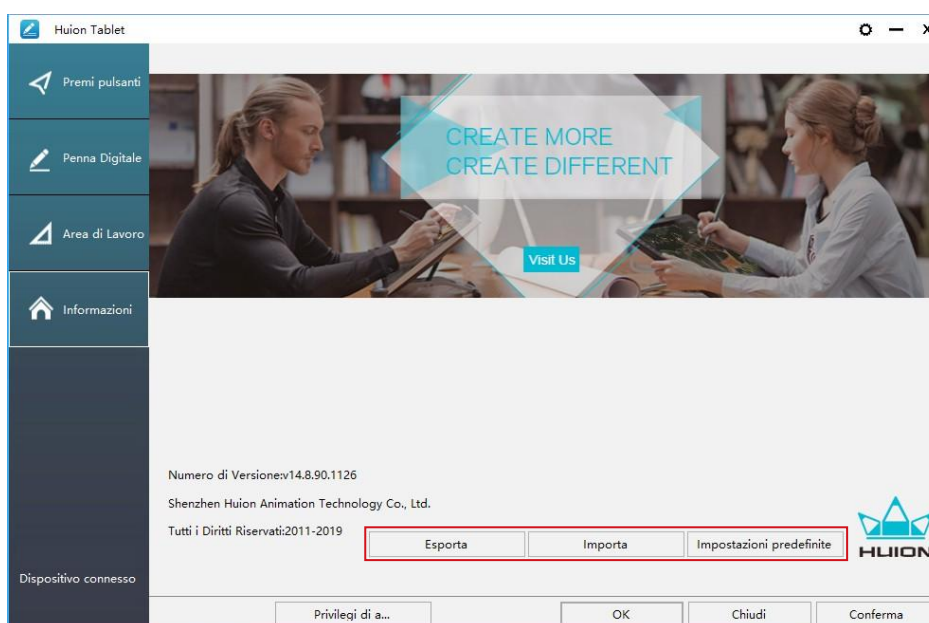 Huion Tablet
Premi pulsanti
Penna Digitale
Area di Lavoro
Informazioni
CREATE MORE
CREATE DIFFERENT
Visit Us
Numero di Versione:v14.8.90.1126
Shenzhen Huion Animation Technology Co., Ltd.
Tutti i Diritti Riservati:2011-2019
Esporta
Importa
Impostazioni predefinite
HUION
Dispositivo connesso
Privilegi di a...
OK
Chiudi
Conferma